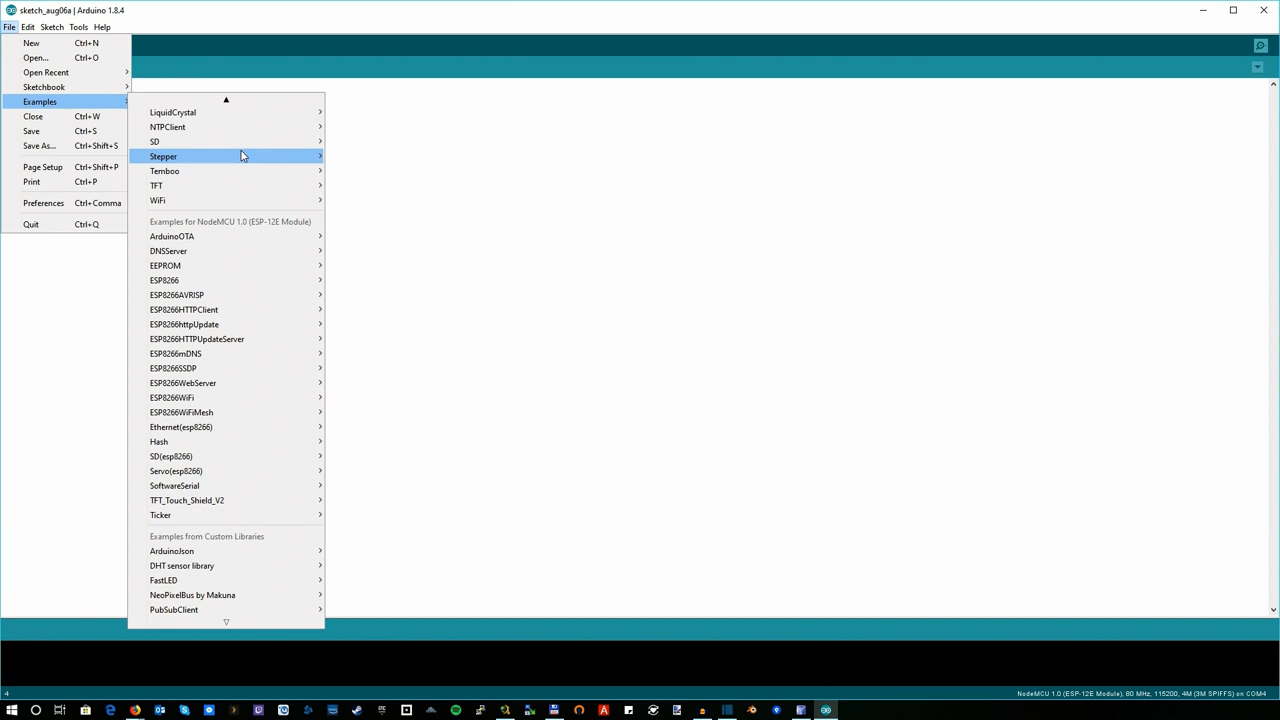 sketch_aug06a | Arduino 1.8.4
File Edit Sketch Tools Help
New Ctrl+N
Open... Ctrl+O
Open Recent
Sketchbook
Examples
Close Ctrl+W
Save Ctrl+S
Save As... Ctrl+Shift+S
Page Setup Ctrl+Shift+P
Print Ctrl+P
Preferences Ctrl+Comma
Quit Ctrl+Q
LiquidCrystal
NTPClient
SD
Stepper
Temboo
TFT
WiFi
Examples for NodeMCU 1.0 (ESP-12E Module)
ArduinoOTA
DNSServer
EEPROM
ESP8266
ESP8266AVRISP
ESP8266HTTPClient
ESP8266httpUpdate
ESP8266HTTPUpdateServer
ESP8266mDNS
ESP8266SSDP
ESP8266WebServer
ESP8266WiFi
ESP8266WiFiMesh
Ethernet(esp8266)
Hash
SD(esp8266)
Servo(esp8266)
SoftwareSerial
TFT_Touch_Shield_V2
Ticker
Examples from Custom Libraries
ArduinoJson
DHT sensor library
FastLED
NeoPixelBus by Makuna
PubSubClient
4
NodeMCU 1.0 (ESP-12E Module), 80 MHz, 115200, 4M (3M SPIFFS) on COM4